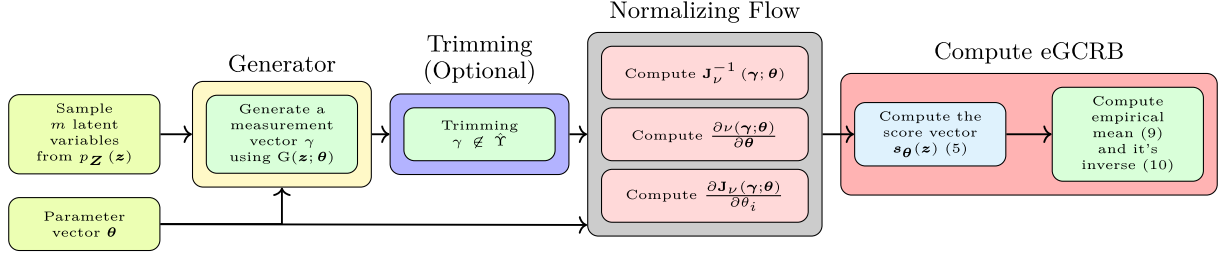 Sample
m latent
variables
from p_Z (z)
Parameter
vector θ
Generator
Generate a
measurement
vector γ
using G(z; θ)
Trimming
(Optional)
Trimming
γ ∉ Υ̂
Normalizing Flow
Compute J_ν^{-1} (γ; θ)
Compute ∂ν(γ;θ)/∂θ
Compute ∂J_ν(γ;θ)/∂θ_i
Compute eGCRB
Compute the
score vector
s_θ(z) (5)
Compute
empirical
mean (9)
and it's
inverse (10)